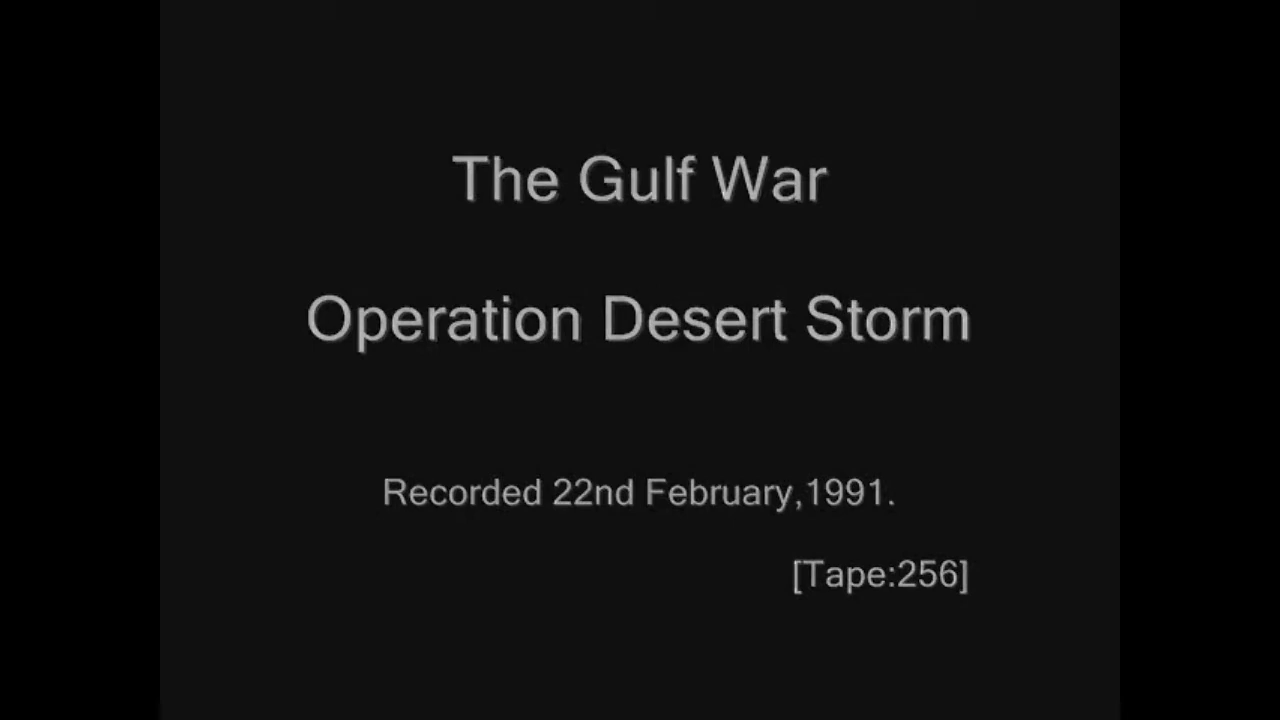 The Gulf War
Operation Desert Storm
Recorded 22nd February,1991.
[Tape:256]